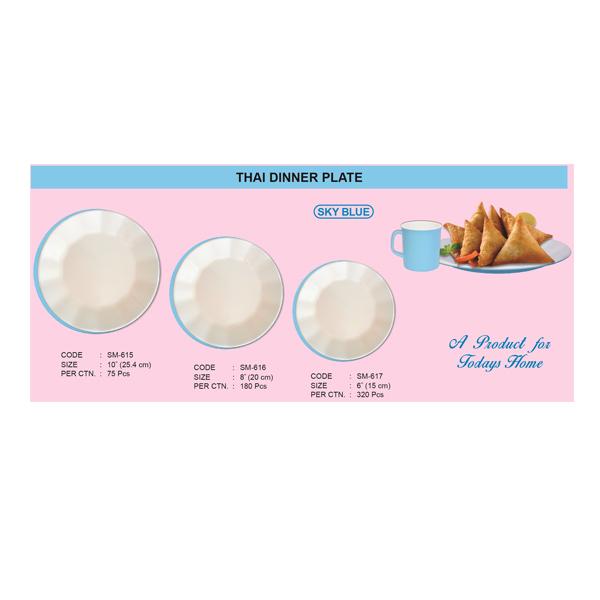 THAI DINNER PLATE
SKY BLUE
CODE : SM-615
SIZE : 10" (25.4 cm)
PER CTN. : 75 Pcs
CODE : SM-616
SIZE : 8" (20 cm)
PER CTN. : 180 Pcs
CODE : SM-617
SIZE : 6" (15 cm)
PER CTN. : 320 Pcs
A Product for
Todays Home